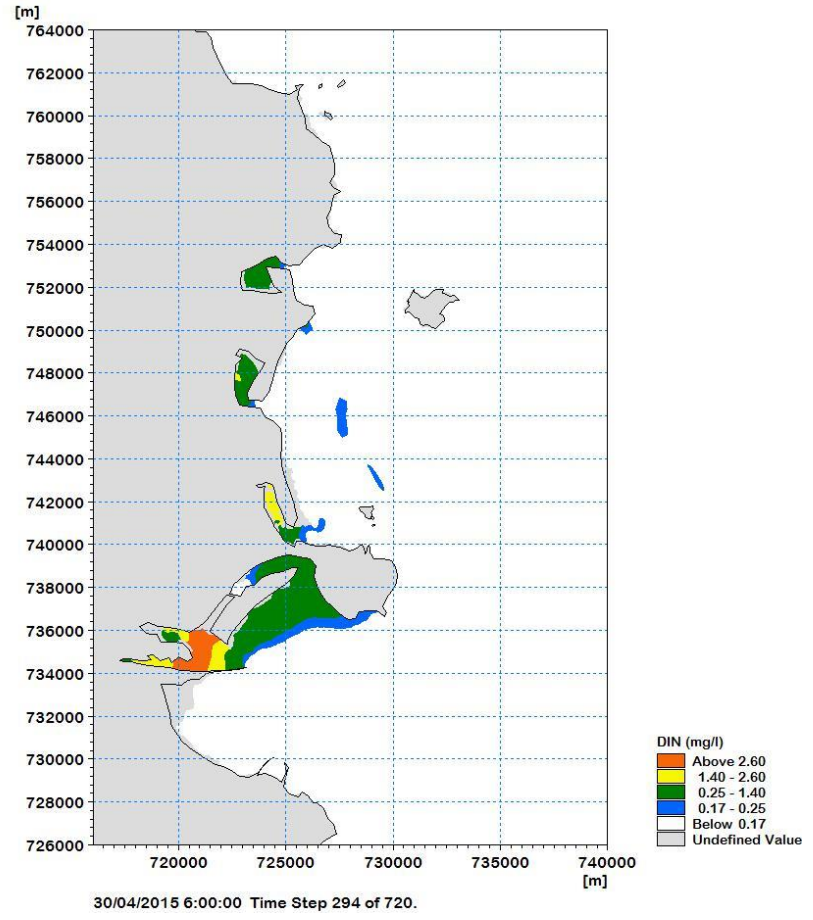 [m]
764000
762000
760000
758000
756000
754000
752000
750000
748000
746000
744000
742000
740000
738000
736000
734000
732000
730000
728000
726000
720000 725000 730000 735000 740000
[m]
DIN (mg/l)
Above 2.60
1.40 - 2.60
0.25 - 1.40
0.17 - 0.25
Below 0.17
Undefined Value
30/04/2015 6:00:00 Time Step 294 of 720.